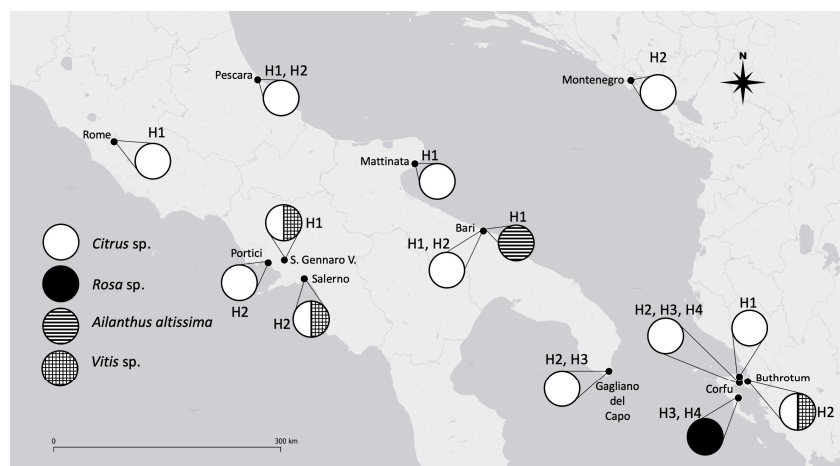 H2
N
Pescara
H1, H2
Montenegro
Rome
H1
Mattinata
H1
H1
Bari
H1
H1, H2
Citrus sp.
Portici
S. Gennaro V.
Rosa sp.
Salerno
H2
H2
Ailanthus altissima
H2, H3, H4
H1
Vitis sp.
H2, H3
Gagliano
del
Capo
Corfu
Buthrotum
H3, H4
H2
0
300 km